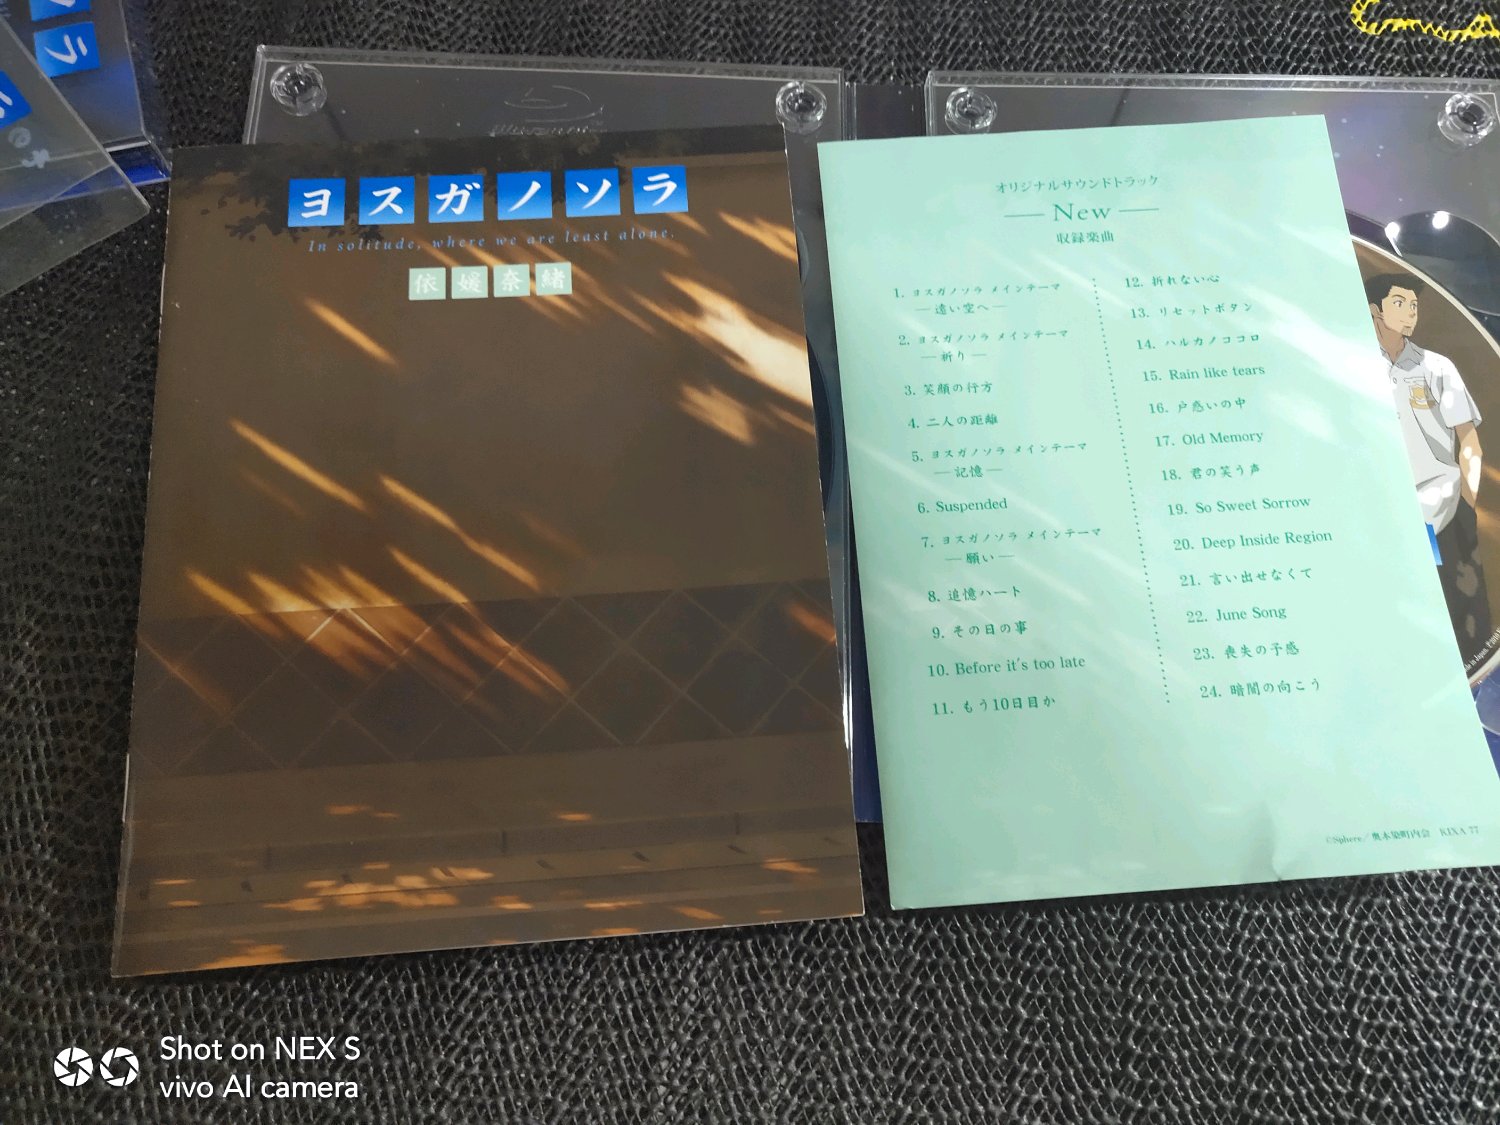 ラ
ヨスガノソラ
In solitude, where we are least alone.
依媛奈緒
オリジナルサウンドトラック
New
収録楽曲
1. ヨスガノソラ メインテーマ
—遠い空へ—
2. ヨスガノソラ メインテーマ
—祈り—
3. 笑顔の行方
4. 二人の距離
5. ヨスガノソラ メインテーマ
—記憶—
6. Suspended
7. ヨスガノソラ メインテーマ
—願い—
8. 追憶ハート
9. その日の事
10. Before it's too late
11. もう10日目か
12. 折れない心
13. リセットボタン
14. ハルカノココロ
15. Rain like tears
16. 戸惑いの中
17. Old Memory
18. 君の笑う声
19. So Sweet Sorrow
20. Deep Inside Region
21. 言い出せなくて
22. June Song
23. 喪失の予感
24. 暗闇の向こう
©Sphere／奥木染町内会 KIXA 77
Shot on NEX S
vivo AI camera